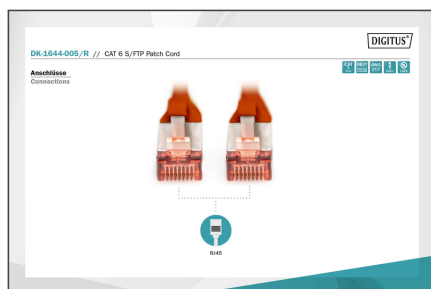 DIGITUS®
DK-1644-005/R // CAT 6 S/FTP Patch Cord
Anschlüsse
Connections
RJ45